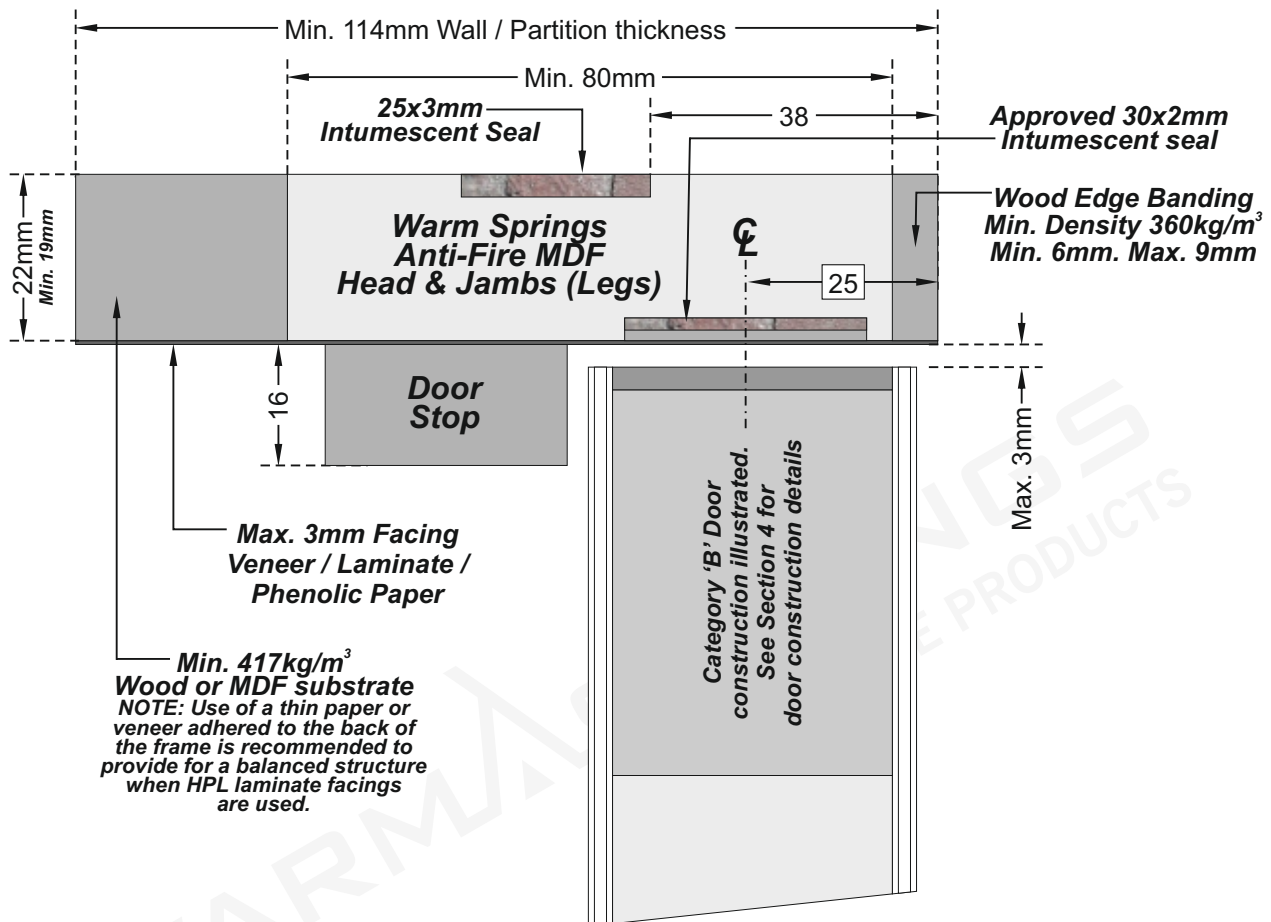 Min. 114mm Wall / Partition thickness
Min. 80mm
25x3mm
Intumescent Seal
38
Approved 30x2mm
Intumescent seal
22mm
Min. 19mm
Warm Springs
Anti-Fire MDF
Head & Jambs (Legs)
℄
25
Wood Edge Banding
Min. Density 360kg/m³
Min. 6mm. Max. 9mm
16
Door
Stop
Max. 3mm
Category ‘B’ Door
construction illustrated.
See Section 4 for
door construction details
Max. 3mm Facing
Veneer / Laminate /
Phenolic Paper
Min. 417kg/m³
Wood or MDF substrate
NOTE: Use of a thin paper or
veneer adhered to the back of
the frame is recommended to
provide for a balanced structure
when HPL laminate facings
are used.
PRODUCTS